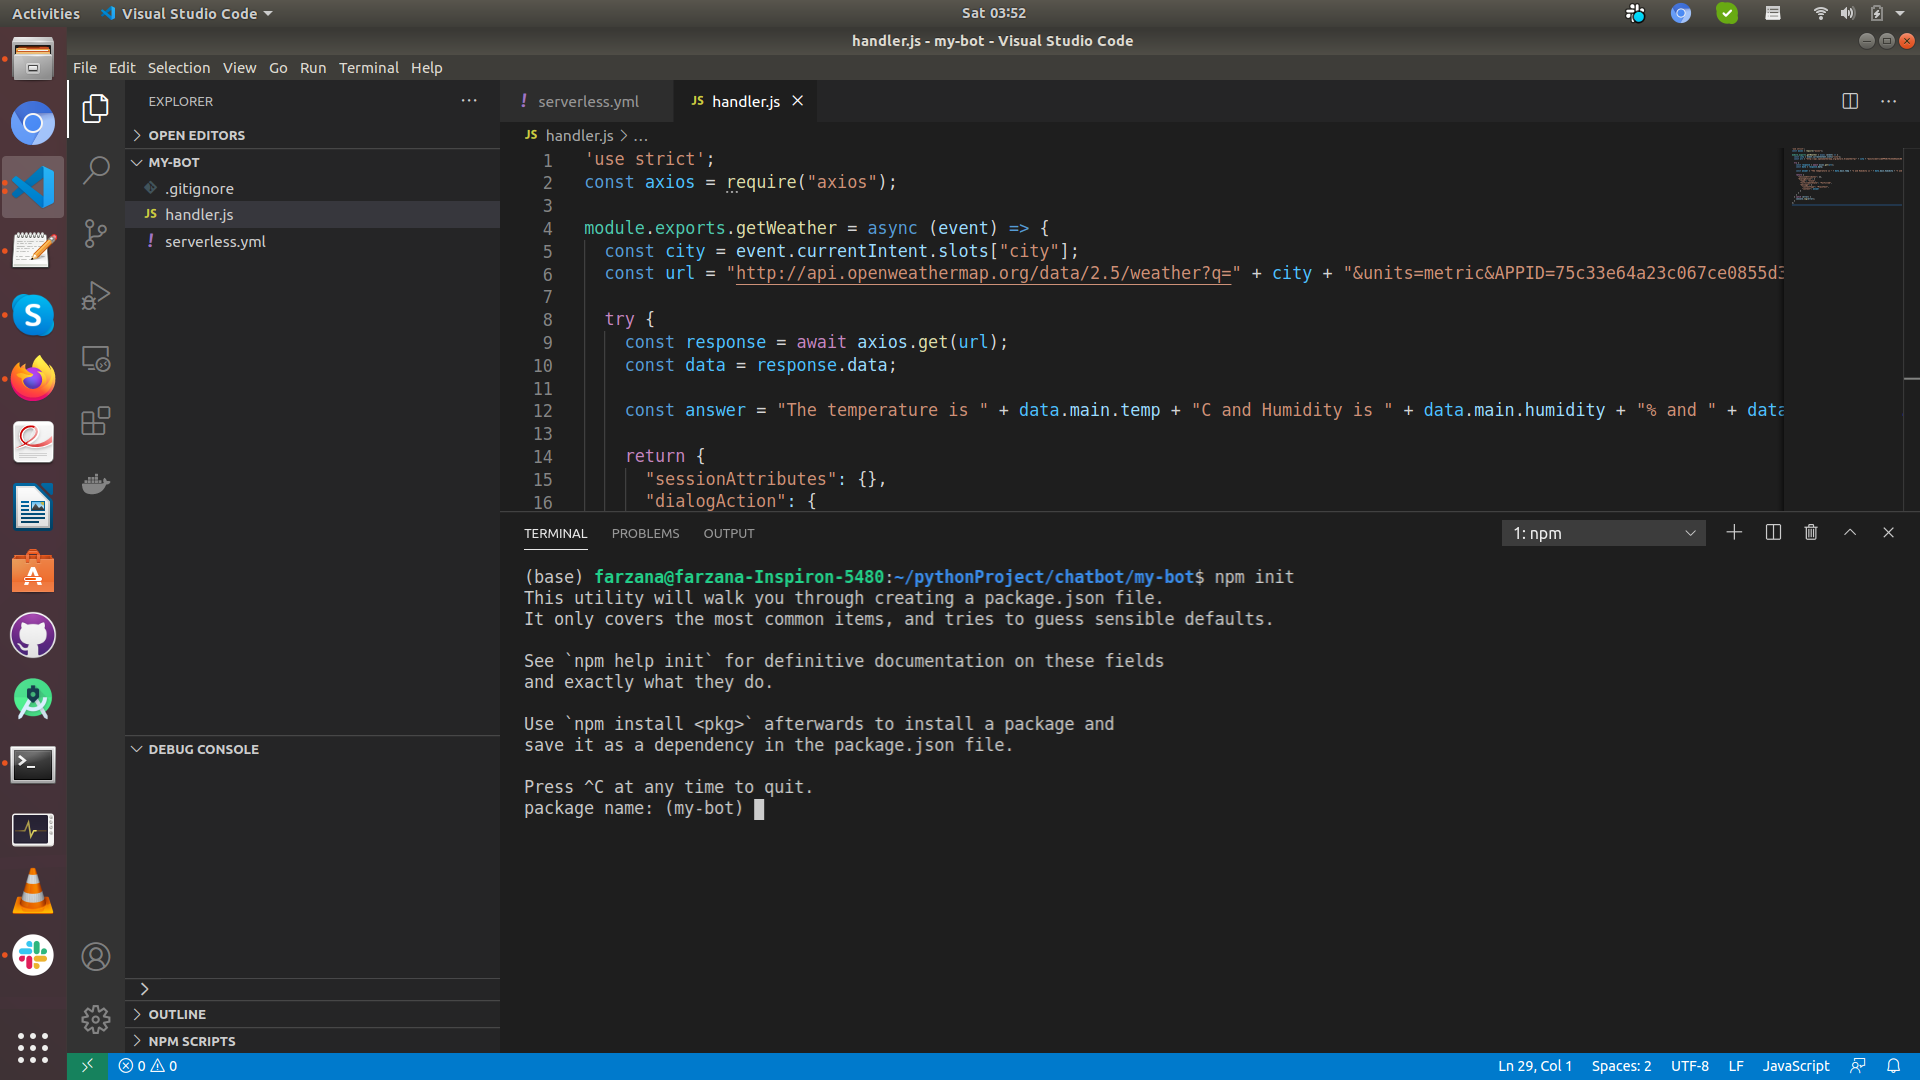 Activities
Visual Studio Code
Sat 03:52
handler.js - my-bot - Visual Studio Code
File Edit Selection View Go Run Terminal Help
EXPLORER
OPEN EDITORS
MY-BOT
.gitignore
JS handler.js
! serverless.yml
DEBUG CONSOLE
OUTLINE
NPM SCRIPTS
! serverless.yml
JS handler.js
JS handler.js > ...
1 'use strict';
2 const axios = require("axios");
3
4 module.exports.getWeather = async (event) => {
5 const city = event.currentIntent.slots["city"];
6 const url = "http://api.openweathermap.org/data/2.5/weather?q=" + city + "&units=metric&APPID=75c33e64a23c067ce0855d3
7
8 try {
9 const response = await axios.get(url);
10 const data = response.data;
11
12 const answer = "The temperature is " + data.main.temp + "C and Humidity is " + data.main.humidity + "% and " + data
13
14 return {
15 "sessionAttributes": {},
16 "dialogAction": {
TERMINAL PROBLEMS OUTPUT
1: npm
(base) farzana@farzana-Inspiron-5480:~/pythonProject/chatbot/my-bot$ npm init
This utility will walk you through creating a package.json file.
It only covers the most common items, and tries to guess sensible defaults.
See `npm help init` for definitive documentation on these fields
and exactly what they do.
Use `npm install <pkg>` afterwards to install a package and
save it as a dependency in the package.json file.
Press ^C at any time to quit.
package name: (my-bot)
0 0
Ln 29, Col 1 Spaces: 2 UTF-8 LF JavaScript